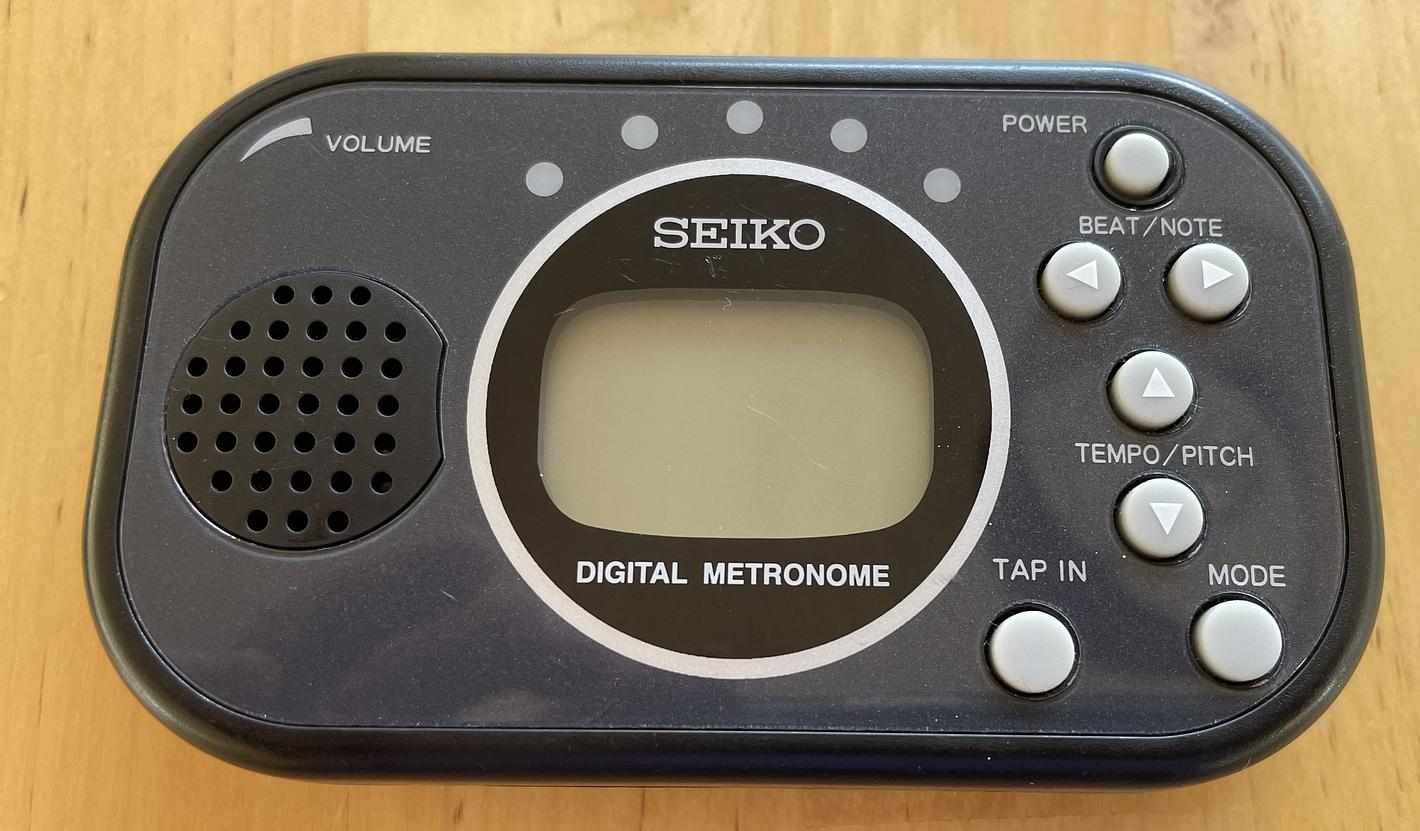 VOLUME
POWER
BEAT/NOTE
SEIKO
TEMPO/PITCH
DIGITAL METRONOME
TAP IN
MODE